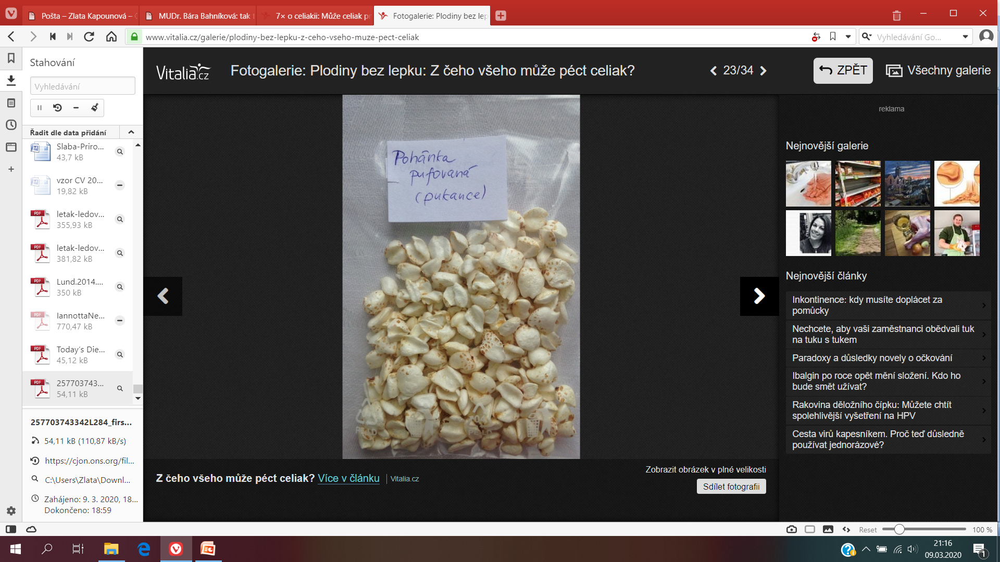 Pošta – Zlata Kapounová –
MUDr. Bára Bahníková: tak
7× o celiakii: Může celiak
Fotogalerie: Plodiny bez
www.vitalia.cz/galerie/plodiny-bez-lepku-z-ceho-vseho-muze-pect-celiak
Vyhledávání Go...
Stahování
Vyhledávání
Řadit dle data přidání
Slaba-Priro...
43,7 kB
vzor CV 20...
19,82 kB
letak-ledov...
355,93 kB
letak-ledov...
381,82 kB
Lund.2014....
350 kB
IannottaNe...
770,47 kB
Today's Die...
45,12 kB
257703743...
54,11 kB
257703743342L284_firs...
54,11 kB (110,87 kB/s)
https://cjon.ons.org/fil...
C:\Users\Zlata\Downl...
Zahájeno: 9. 3. 2020, 18...
Dokončeno: 18:59
Vitalia.cz
Fotogalerie: Plodiny bez lepku: Z čeho všeho může péct celiak?
23/34
ZPĚT
Všechny galerie
Pohánka
pufovaná
(pukance)
Z čeho všeho může péct celiak? Více v článku Vitalia.cz
Zobrazit obrázek v plné velikosti
Sdílet fotografii
reklama
Nejnovější galerie
Nejnovější články
Inkontinence: kdy musíte doplácet za
pomůcky
Nechcete, aby vaši zaměstnanci obědvali tuk
na tuku s tukem
Paradoxy a důsledky novely o očkování
Ibalgin po roce opět mění složení. Kdo ho
bude smět užívat?
Rakovina děložního čípku: Můžete chtít
spolehlivější vyšetření na HPV
Cesta virů kapesníkem. Proč teď důsledně
používat jednorázové?
Reset
100 %
21:16
09.03.2020
1